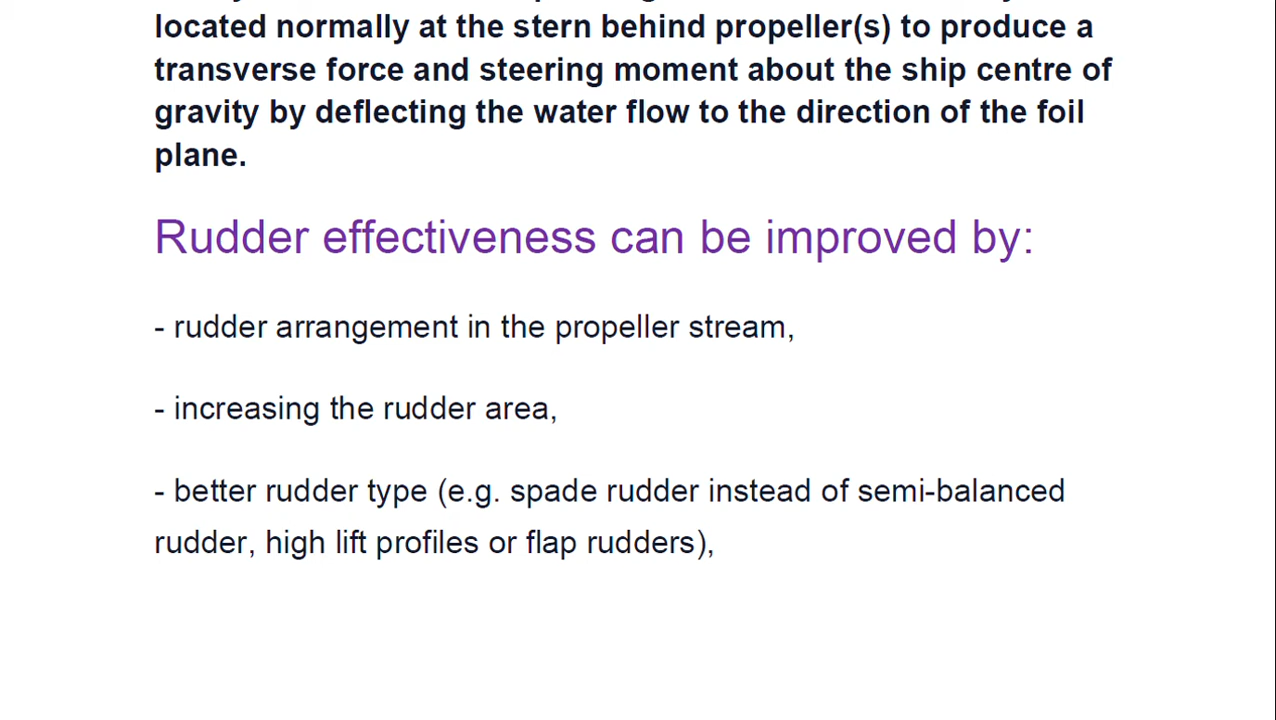 located normally at the stern behind propeller(s) to produce a
transverse force and steering moment about the ship centre of
gravity by deflecting the water flow to the direction of the foil
plane.
Rudder effectiveness can be improved by:
- rudder arrangement in the propeller stream,
- increasing the rudder area,
- better rudder type (e.g. spade rudder instead of semi-balanced
rudder, high lift profiles or flap rudders),